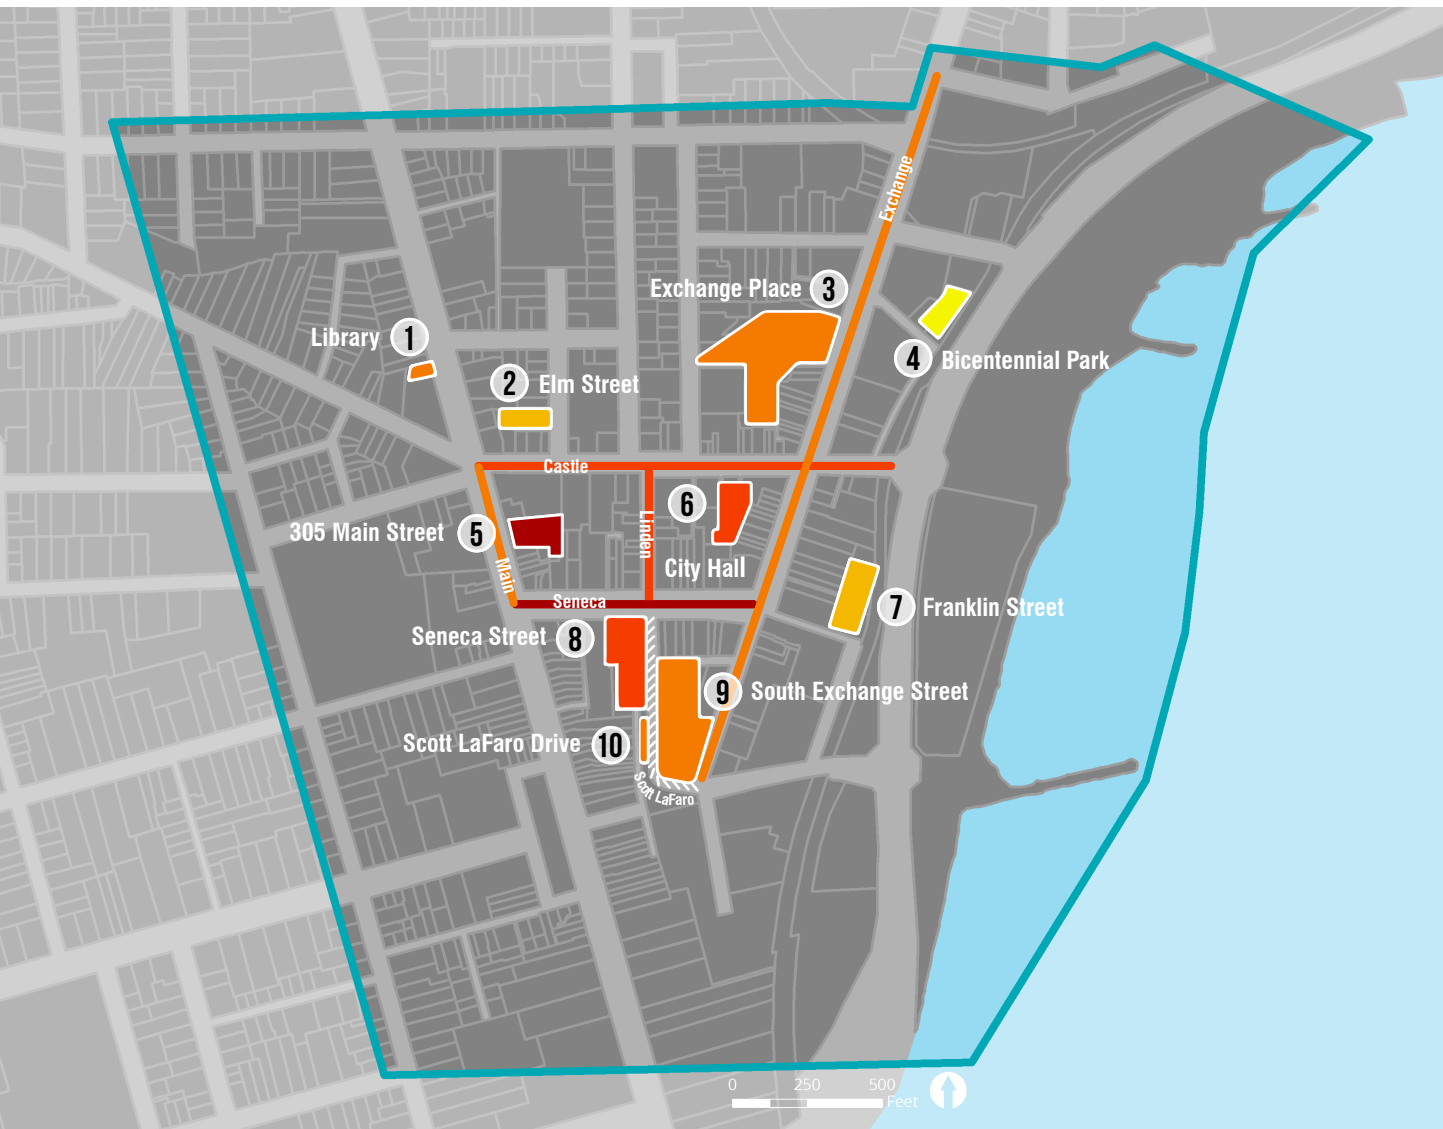 Exchange
Exchange Place 3
Library 1
2 Elm Street
4 Bicentennial Park
Castle
6
305 Main Street 5
Linden
City Hall
Main
Seneca
7 Franklin Street
Seneca Street 8
9 South Exchange Street
Scott LaFaro Drive 10
Scott LaFaro
0 250 500
Feet